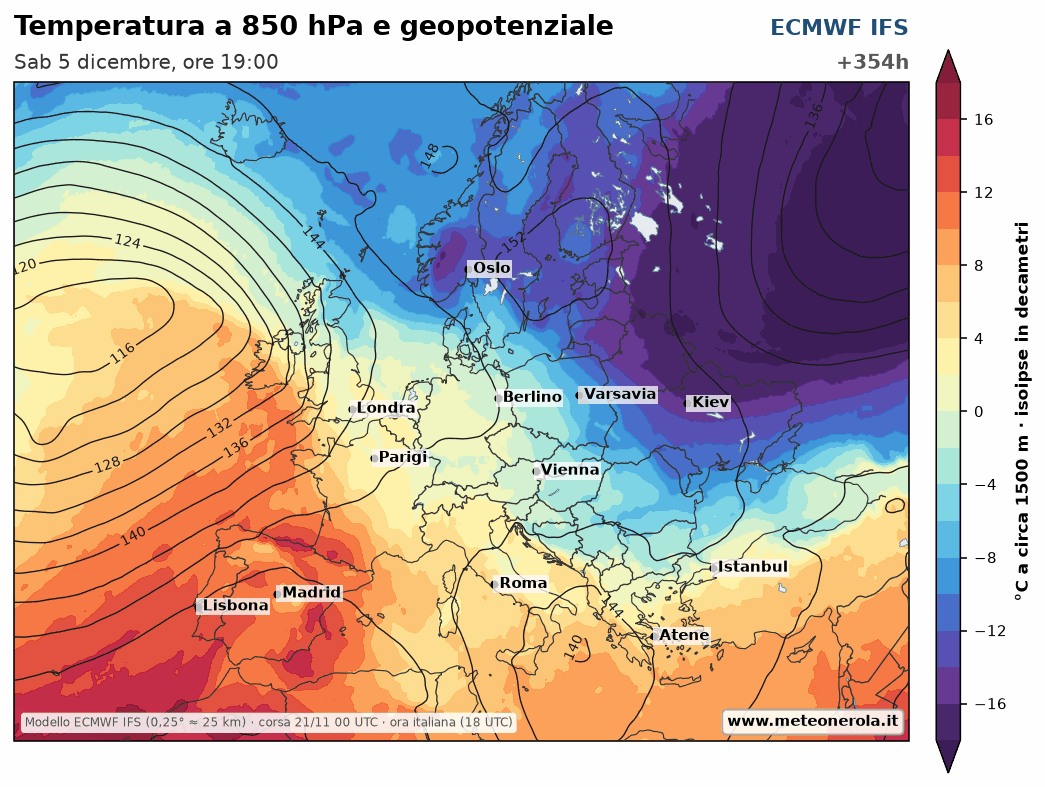 Temperatura a 850 hPa e geopotenziale
ECMWF IFS
Sab 5 dicembre, ore 19:00
+354h
136
148
144
152
124
120
116
132
136
128
140
144
140
Oslo
Londra
Berlino
Varsavia
Kiev
Parigi
Vienna
Roma
Istanbul
Madrid
Lisbona
Atene
Modello ECMWF IFS (0,25° ≈ 25 km) · corsa 21/11 00 UTC · ora italiana (18 UTC)
www.meteonerola.it
16
12
8
4
0
−4
−8
−12
−16
°C a circa 1500 m · isoipse in decametri